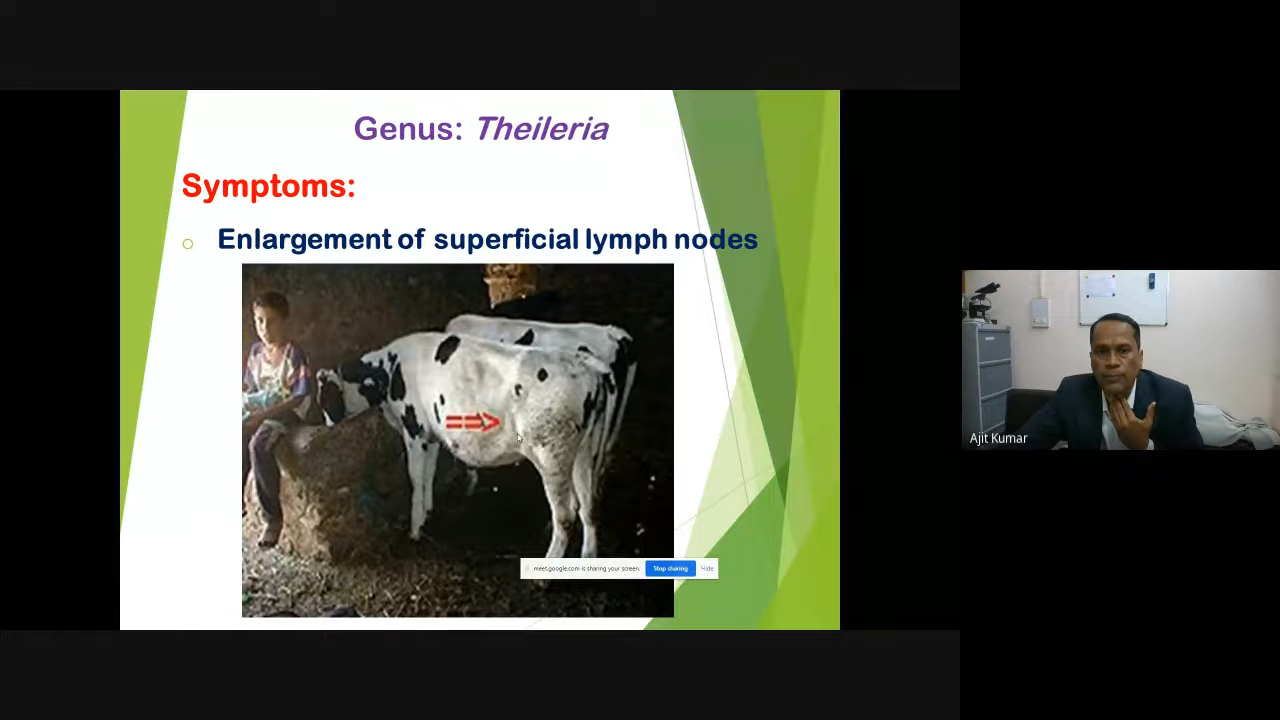 Genus: Theileria
Symptoms:
Enlargement of superficial lymph nodes
meet.google.com is sharing your screen.
Stop sharing
Hide
Ajit Kumar